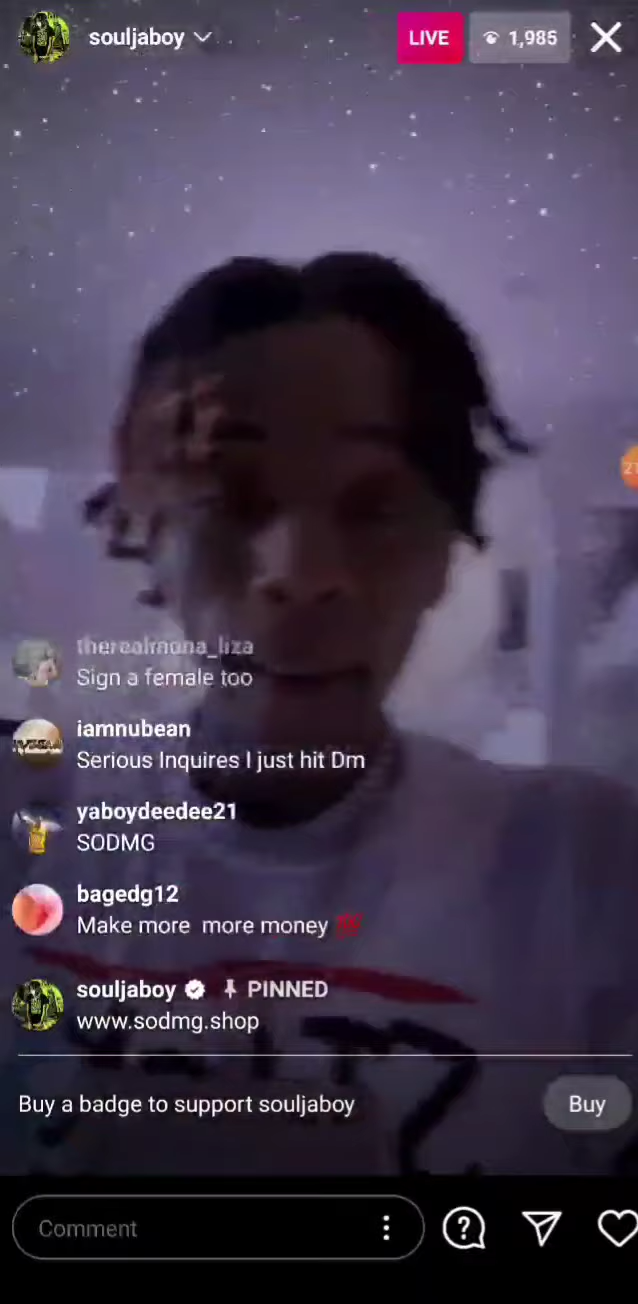 souljaboy
LIVE
1,985
21
therealmona_liza
Sign a female too
iamnubean
Serious Inquires I just hit Dm
yaboydeedee21
SODMG
bagedg12
Make more more money 💯
souljaboy PINNED
www.sodmg.shop
Buy a badge to support souljaboy
Buy
Comment